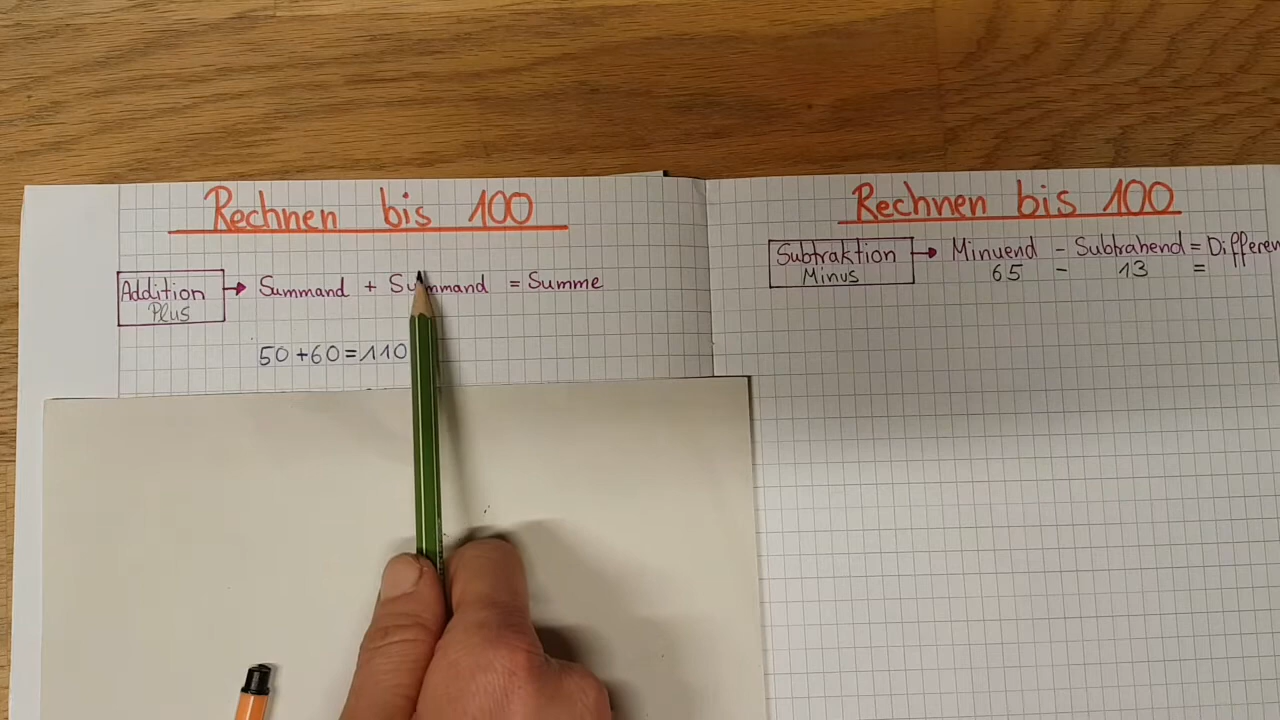 Rechnen bis 100
Addition → Summand + Summand = Summe
Plus
50+60=110
Rechnen bis 100
Subtraktion → Minuend - Subtrahend = Differen
Minus 65 - 13 =